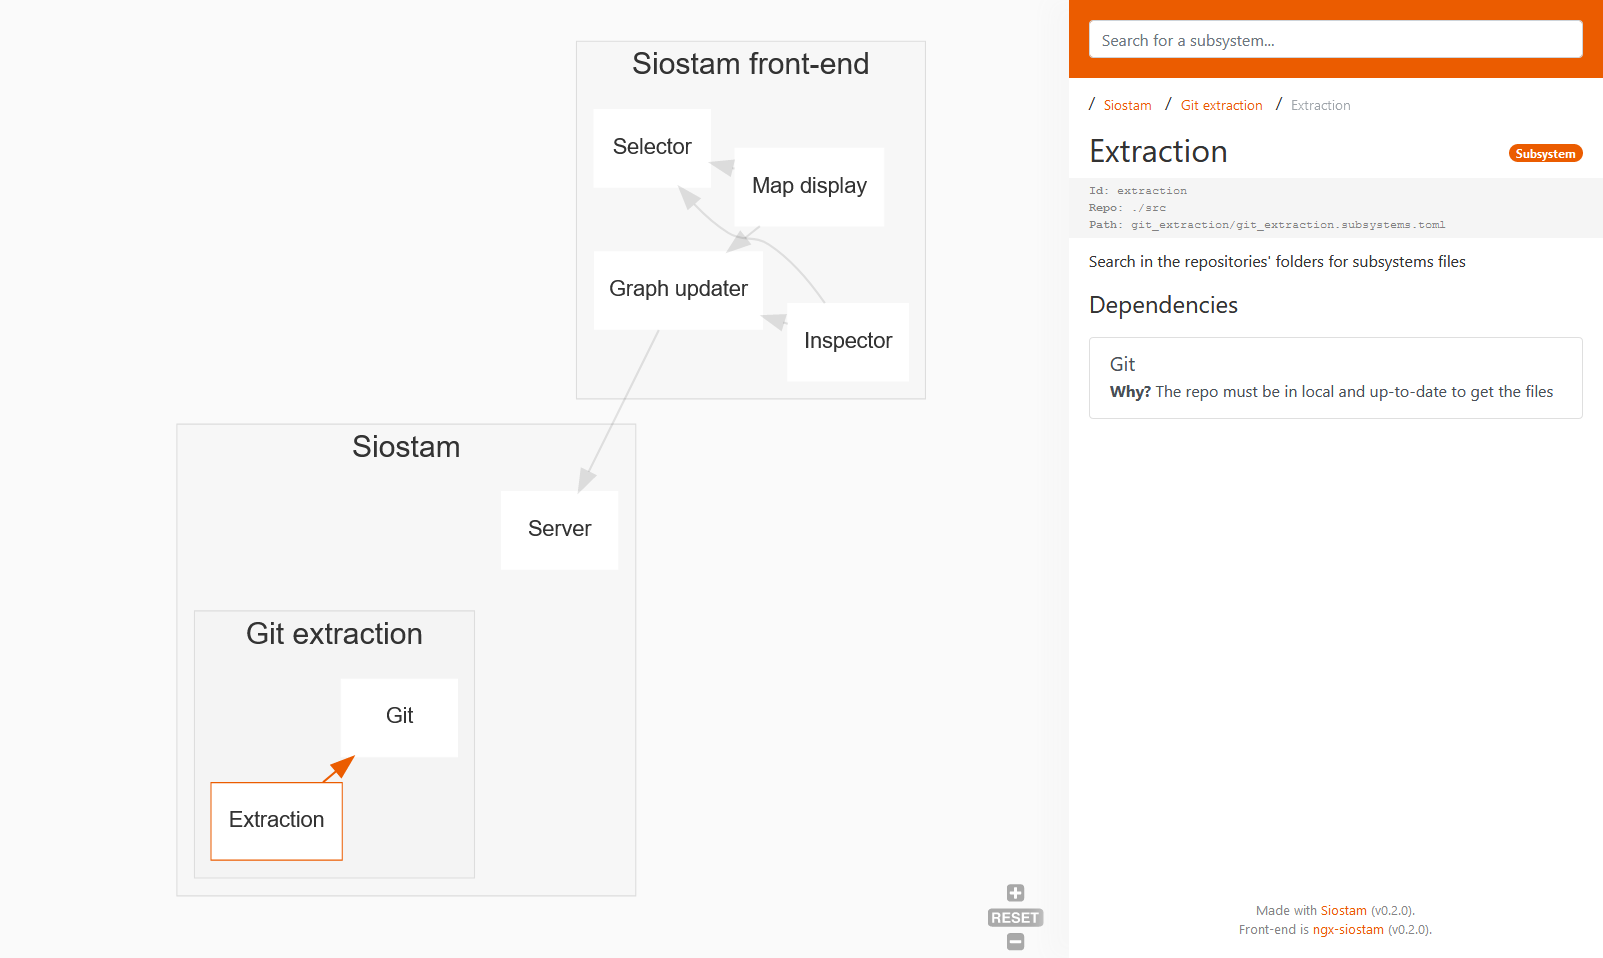 Siostam front-end
Selector
Map display
Graph updater
Inspector
Siostam
Server
Git extraction
Git
Extraction
RESET
Search for a subsystem...
/ Siostam / Git extraction / Extraction
Extraction Subsystem
Id: extraction
Repo: ./src
Path: git_extraction/git_extraction.subsystems.toml
Search in the repositories' folders for subsystems files
Dependencies
Git
Why? The repo must be in local and up-to-date to get the files
Made with Siostam (v0.2.0).
Front-end is ngx-siostam (v0.2.0).